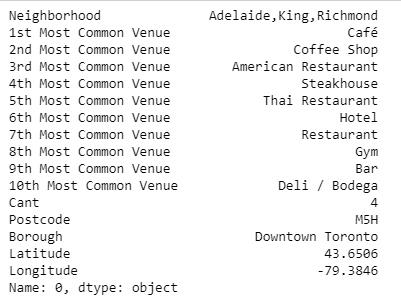 Neighborhood Adelaide,King,Richmond
1st Most Common Venue Café
2nd Most Common Venue Coffee Shop
3rd Most Common Venue American Restaurant
4th Most Common Venue Steakhouse
5th Most Common Venue Thai Restaurant
6th Most Common Venue Hotel
7th Most Common Venue Restaurant
8th Most Common Venue Gym
9th Most Common Venue Bar
10th Most Common Venue Deli / Bodega
Cant 4
Postcode M5H
Borough Downtown Toronto
Latitude 43.6506
Longitude -79.3846
Name: 0, dtype: object